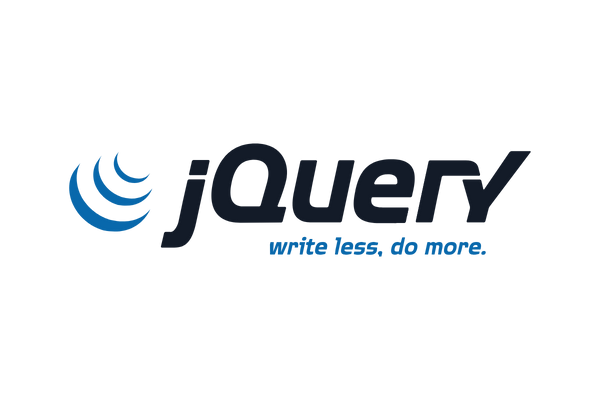 jQuery
write less, do more.